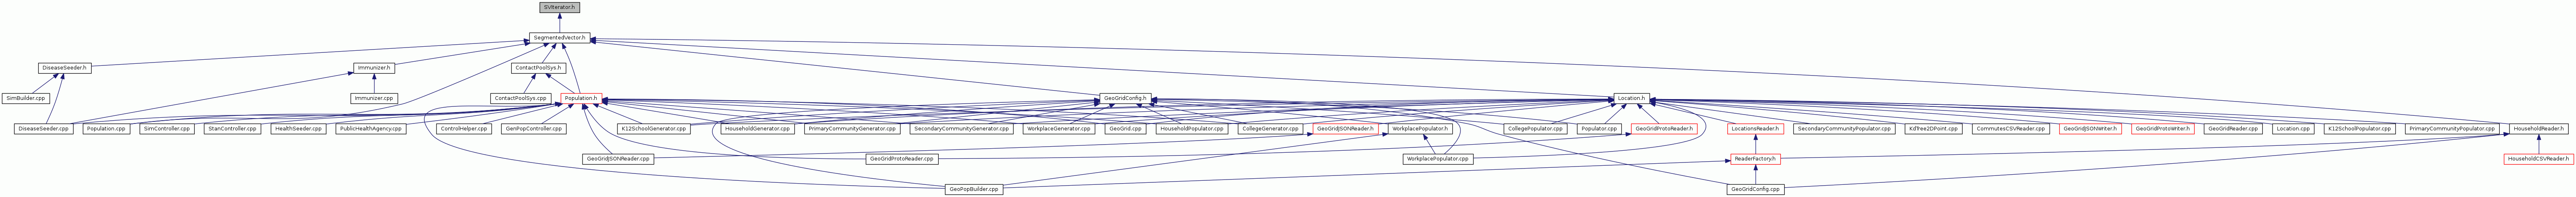 SVIterator.h
SegmentedVector.h
DiseaseSeeder.h
Immunizer.h
ContactPoolSys.h
SimBuilder.cpp
Immunizer.cpp
ContactPoolSys.cpp
Population.h
GeoGridConfig.h
Location.h
DiseaseSeeder.cpp
Population.cpp
SimController.cpp
StanController.cpp
HealthSeeder.cpp
PublicHealthAgency.cpp
ControlHelper.cpp
GenPopController.cpp
K12SchoolGenerator.cpp
HouseholdGenerator.cpp
PrimaryCommunityGenerator.cpp
SecondaryCommunityGenerator.cpp
WorkplaceGenerator.cpp
GeoGrid.cpp
HouseholdPopulator.cpp
CollegeGenerator.cpp
GeoGridJSONReader.h
WorkplacePopulator.h
CollegePopulator.cpp
Populator.cpp
GeoGridProtoReader.h
LocationsReader.h
SecondaryCommunityPopulator.cpp
KdTree2DPoint.cpp
CommutesCSVReader.cpp
GeoGridJSONWriter.h
GeoGridProtoWriter.h
GeoGridReader.cpp
Location.cpp
K12SchoolPopulator.cpp
PrimaryCommunityPopulator.cpp
HouseholdReader.h
GeoGridJSONReader.cpp
GeoGridProtoReader.cpp
WorkplacePopulator.cpp
ReaderFactory.h
HouseholdCSVReader.h
GeoPopBuilder.cpp
GeoGridConfig.cpp